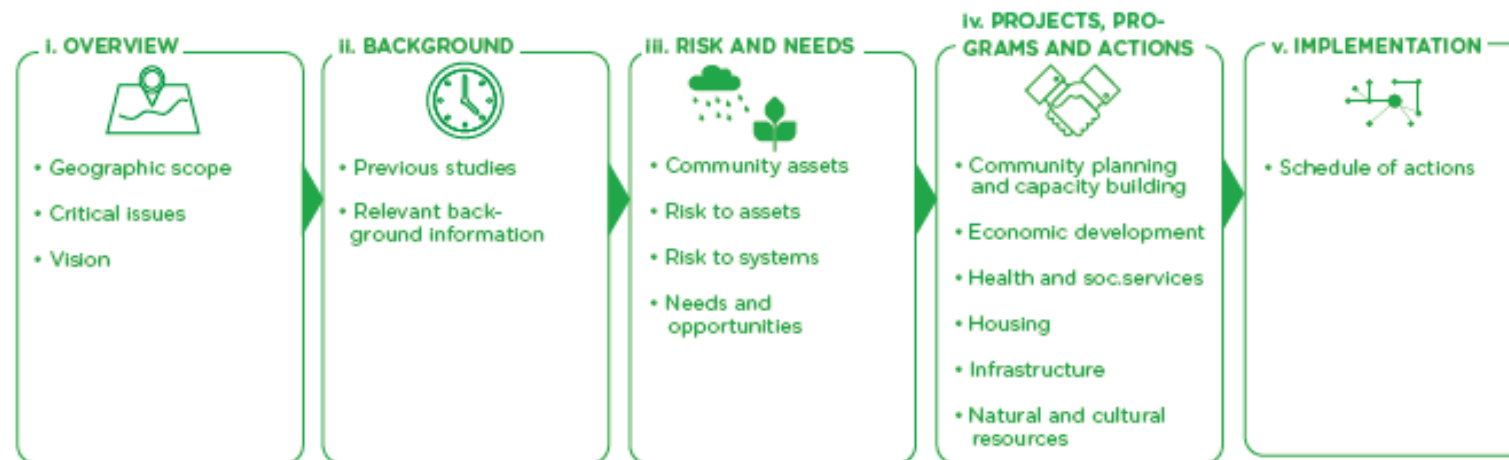 i. OVERVIEW
• Geographic scope
• Critical issues
• Vision
ii. BACKGROUND
• Previous studies
• Relevant back-
ground information
iii. RISK AND NEEDS
• Community assets
• Risk to assets
• Risk to systems
• Needs and
opportunities
iv. PROJECTS, PRO-
GRAMS AND ACTIONS
• Community planning
and capacity building
• Economic development
• Health and soc.services
• Housing
• Infrastructure
• Natural and cultural
resources
v. IMPLEMENTATION
• Schedule of actions